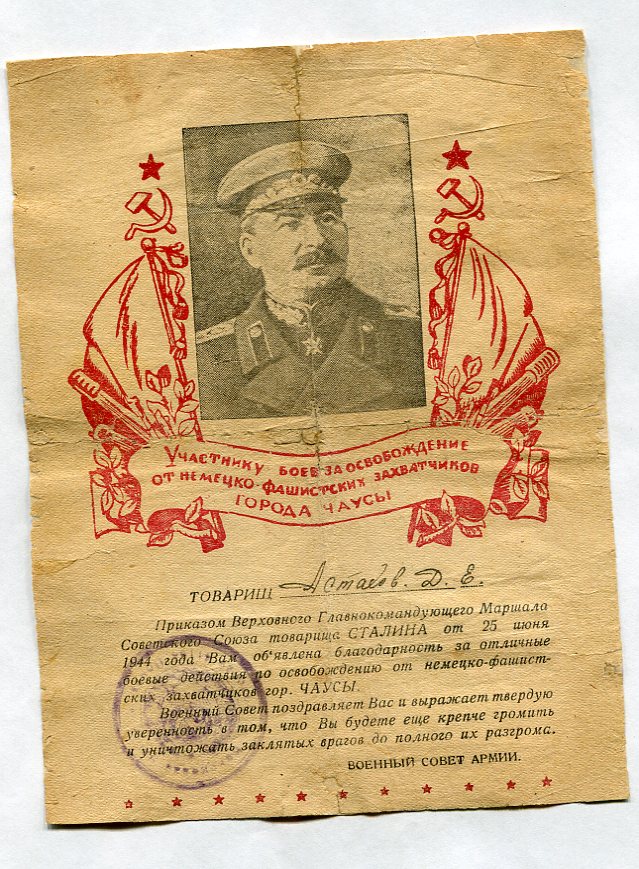 УЧАСТНИКУ БОЕВ ЗА ОСВОБОЖДЕНИЕ
ОТ НЕМЕЦКО-ФАШИСТСКИХ ЗАХВАТЧИКОВ
ГОРОДА ЧАУСЫ
ТОВАРИЩ Астахов. Д. Е.
Приказом Верховного Главнокомандующего Маршала
Советского Союза товарища СТАЛИНА от 25 июня
1944 года Вам об'явлена благодарность за отличные
боевые действия по освобождению от немецко-фашист-
ских захватчиков гор. ЧАУСЫ.
Военный Совет поздравляет Вас и выражает твердую
уверенность в том, что Вы будете еще крепче громить
и уничтожать заклятых врагов до полного их разгрома.
ВОЕННЫЙ СОВЕТ АРМИИ.